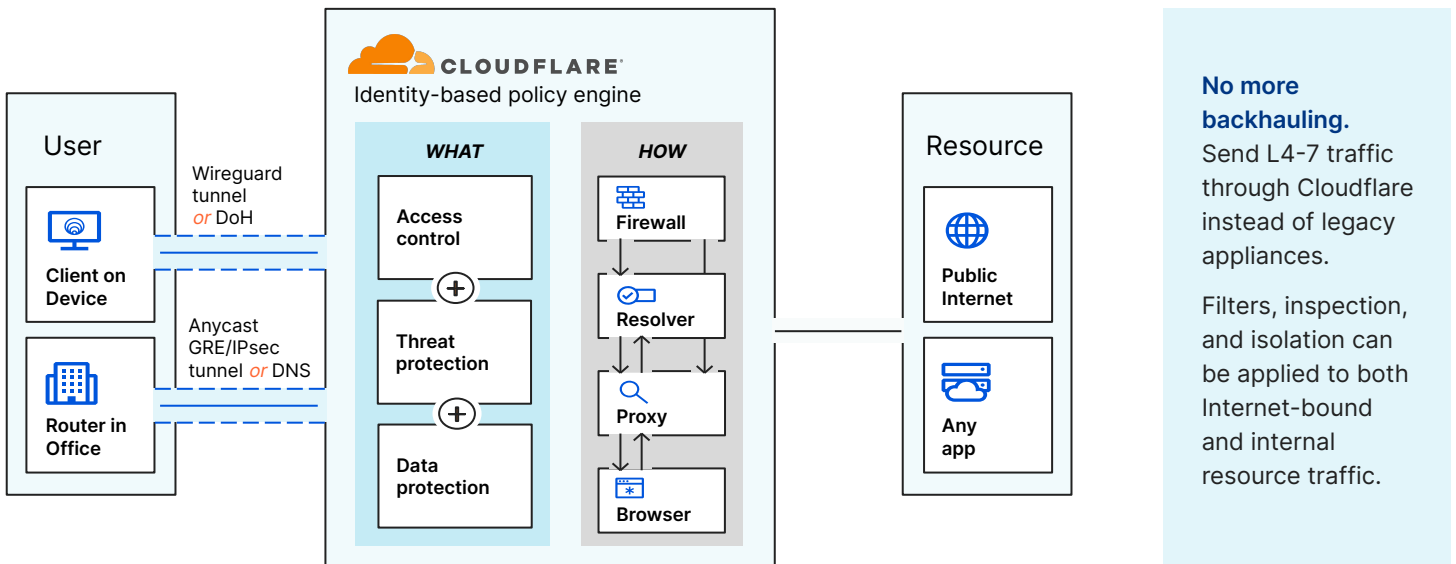 CLOUDFLARE
Identity-based policy engine
User
Wireguard
tunnel
or DoH
Client on
Device
Anycast
GRE/IPsec
tunnel or DNS
Router in
Office
WHAT
Access
control
+
Threat
protection
+
Data
protection
HOW
Firewall
Resolver
Proxy
Browser
Resource
Public
Internet
Any
app
No more
backhauling.
Send L4-7 traffic
through Cloudflare
instead of legacy
appliances.
Filters, inspection,
and isolation can
be applied to both
Internet-bound
and internal
resource traffic.